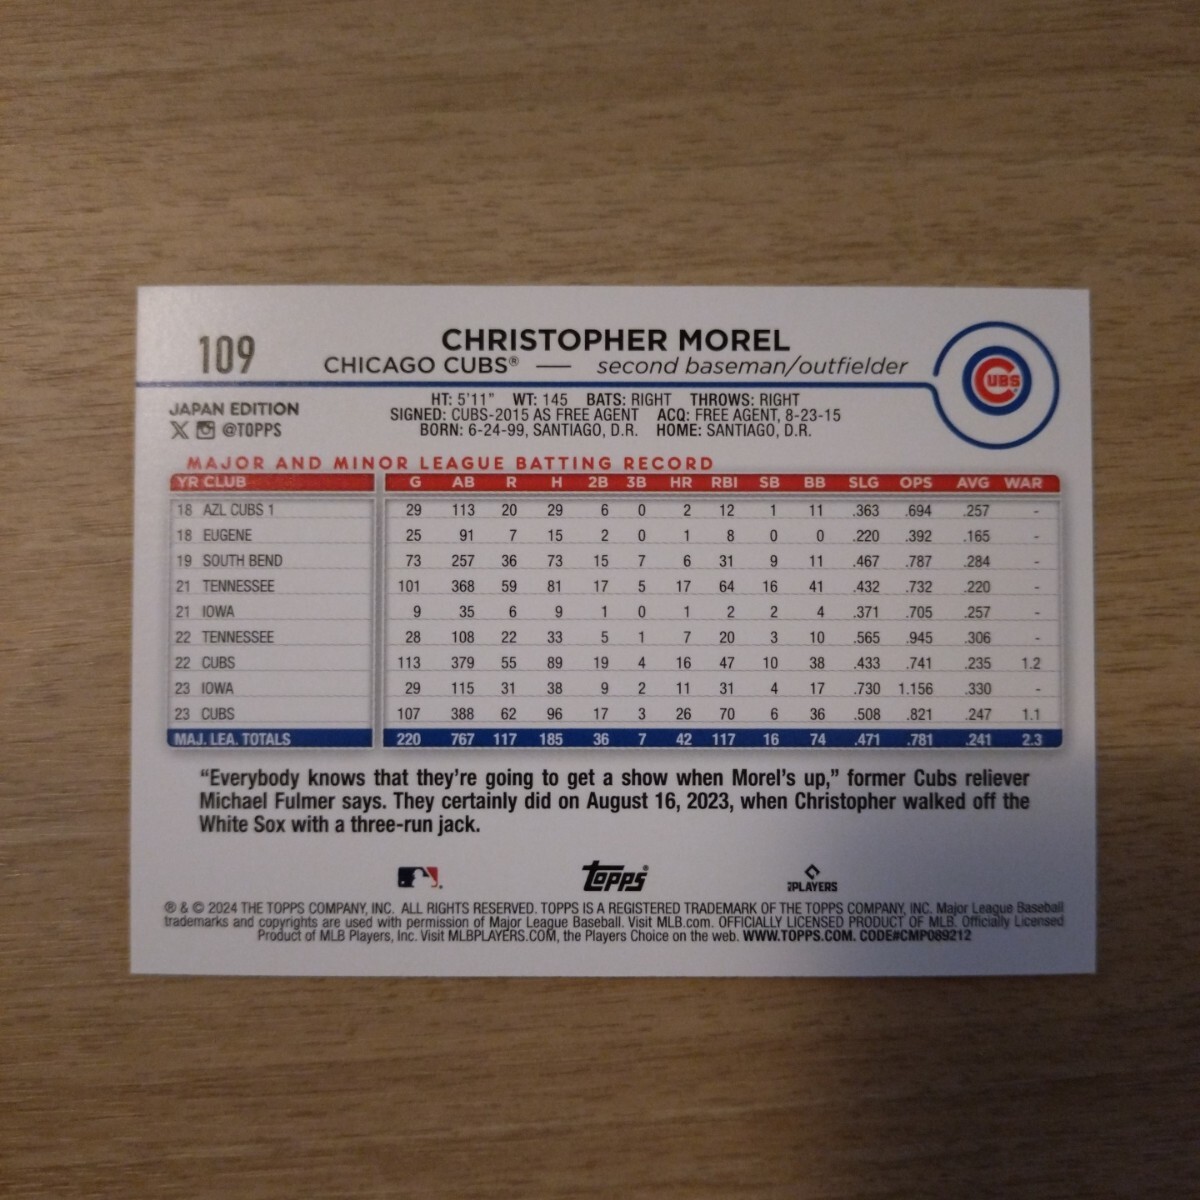 109
CHRISTOPHER MOREL
CHICAGO CUBS® — second baseman/outfielder
CUBS
JAPAN EDITION
X @TOPPS
HT: 5'11" WT: 145 BATS: RIGHT THROWS: RIGHT
SIGNED: CUBS-2015 AS FREE AGENT ACQ: FREE AGENT, 8-23-15
BORN: 6-24-99, SANTIAGO, D.R. HOME: SANTIAGO, D.R.
MAJOR AND MINOR LEAGUE BATTING RECORD
YR CLUB G AB R H 2B 3B HR RBI SB BB SLG OPS AVG WAR
18 AZL CUBS 1 29 113 20 29 6 0 2 12 1 11 .363 .694 .257 -
18 EUGENE 25 91 7 15 2 0 1 8 0 0 .220 .392 .165 -
19 SOUTH BEND 73 257 36 73 15 7 6 31 9 11 .467 .787 .284 -
21 TENNESSEE 101 368 59 81 17 5 17 64 16 41 .432 .732 .220 -
21 IOWA 9 35 6 9 1 0 1 2 2 4 .371 .705 .257 -
22 TENNESSEE 28 108 22 33 5 1 7 20 3 10 .565 .945 .306 -
22 CUBS 113 379 55 89 19 4 16 47 10 38 .433 .741 .235 1.2
23 IOWA 29 115 31 38 9 2 11 31 4 17 .730 1.156 .330 -
23 CUBS 107 388 62 96 17 3 26 70 6 36 .508 .821 .247 1.1
MAJ. LEA. TOTALS 220 767 117 185 36 7 42 117 16 74 .471 .781 .241 2.3
“Everybody knows that they’re going to get a show when Morel’s up,” former Cubs reliever
Michael Fulmer says. They certainly did on August 16, 2023, when Christopher walked off the
White Sox with a three-run jack.
Topps®
MLB PLAYERS
® & © 2024 THE TOPPS COMPANY, INC. ALL RIGHTS RESERVED. TOPPS IS A REGISTERED TRADEMARK OF THE TOPPS COMPANY, INC. Major League Baseball
trademarks and copyrights are used with permission of Major League Baseball. Visit MLB.com. OFFICIALLY LICENSED PRODUCT OF MLB. Officially Licensed
Product of MLB Players, Inc. Visit MLBPLAYERS.COM, the Players Choice on the web. WWW.TOPPS.COM. CODE#CMP089212